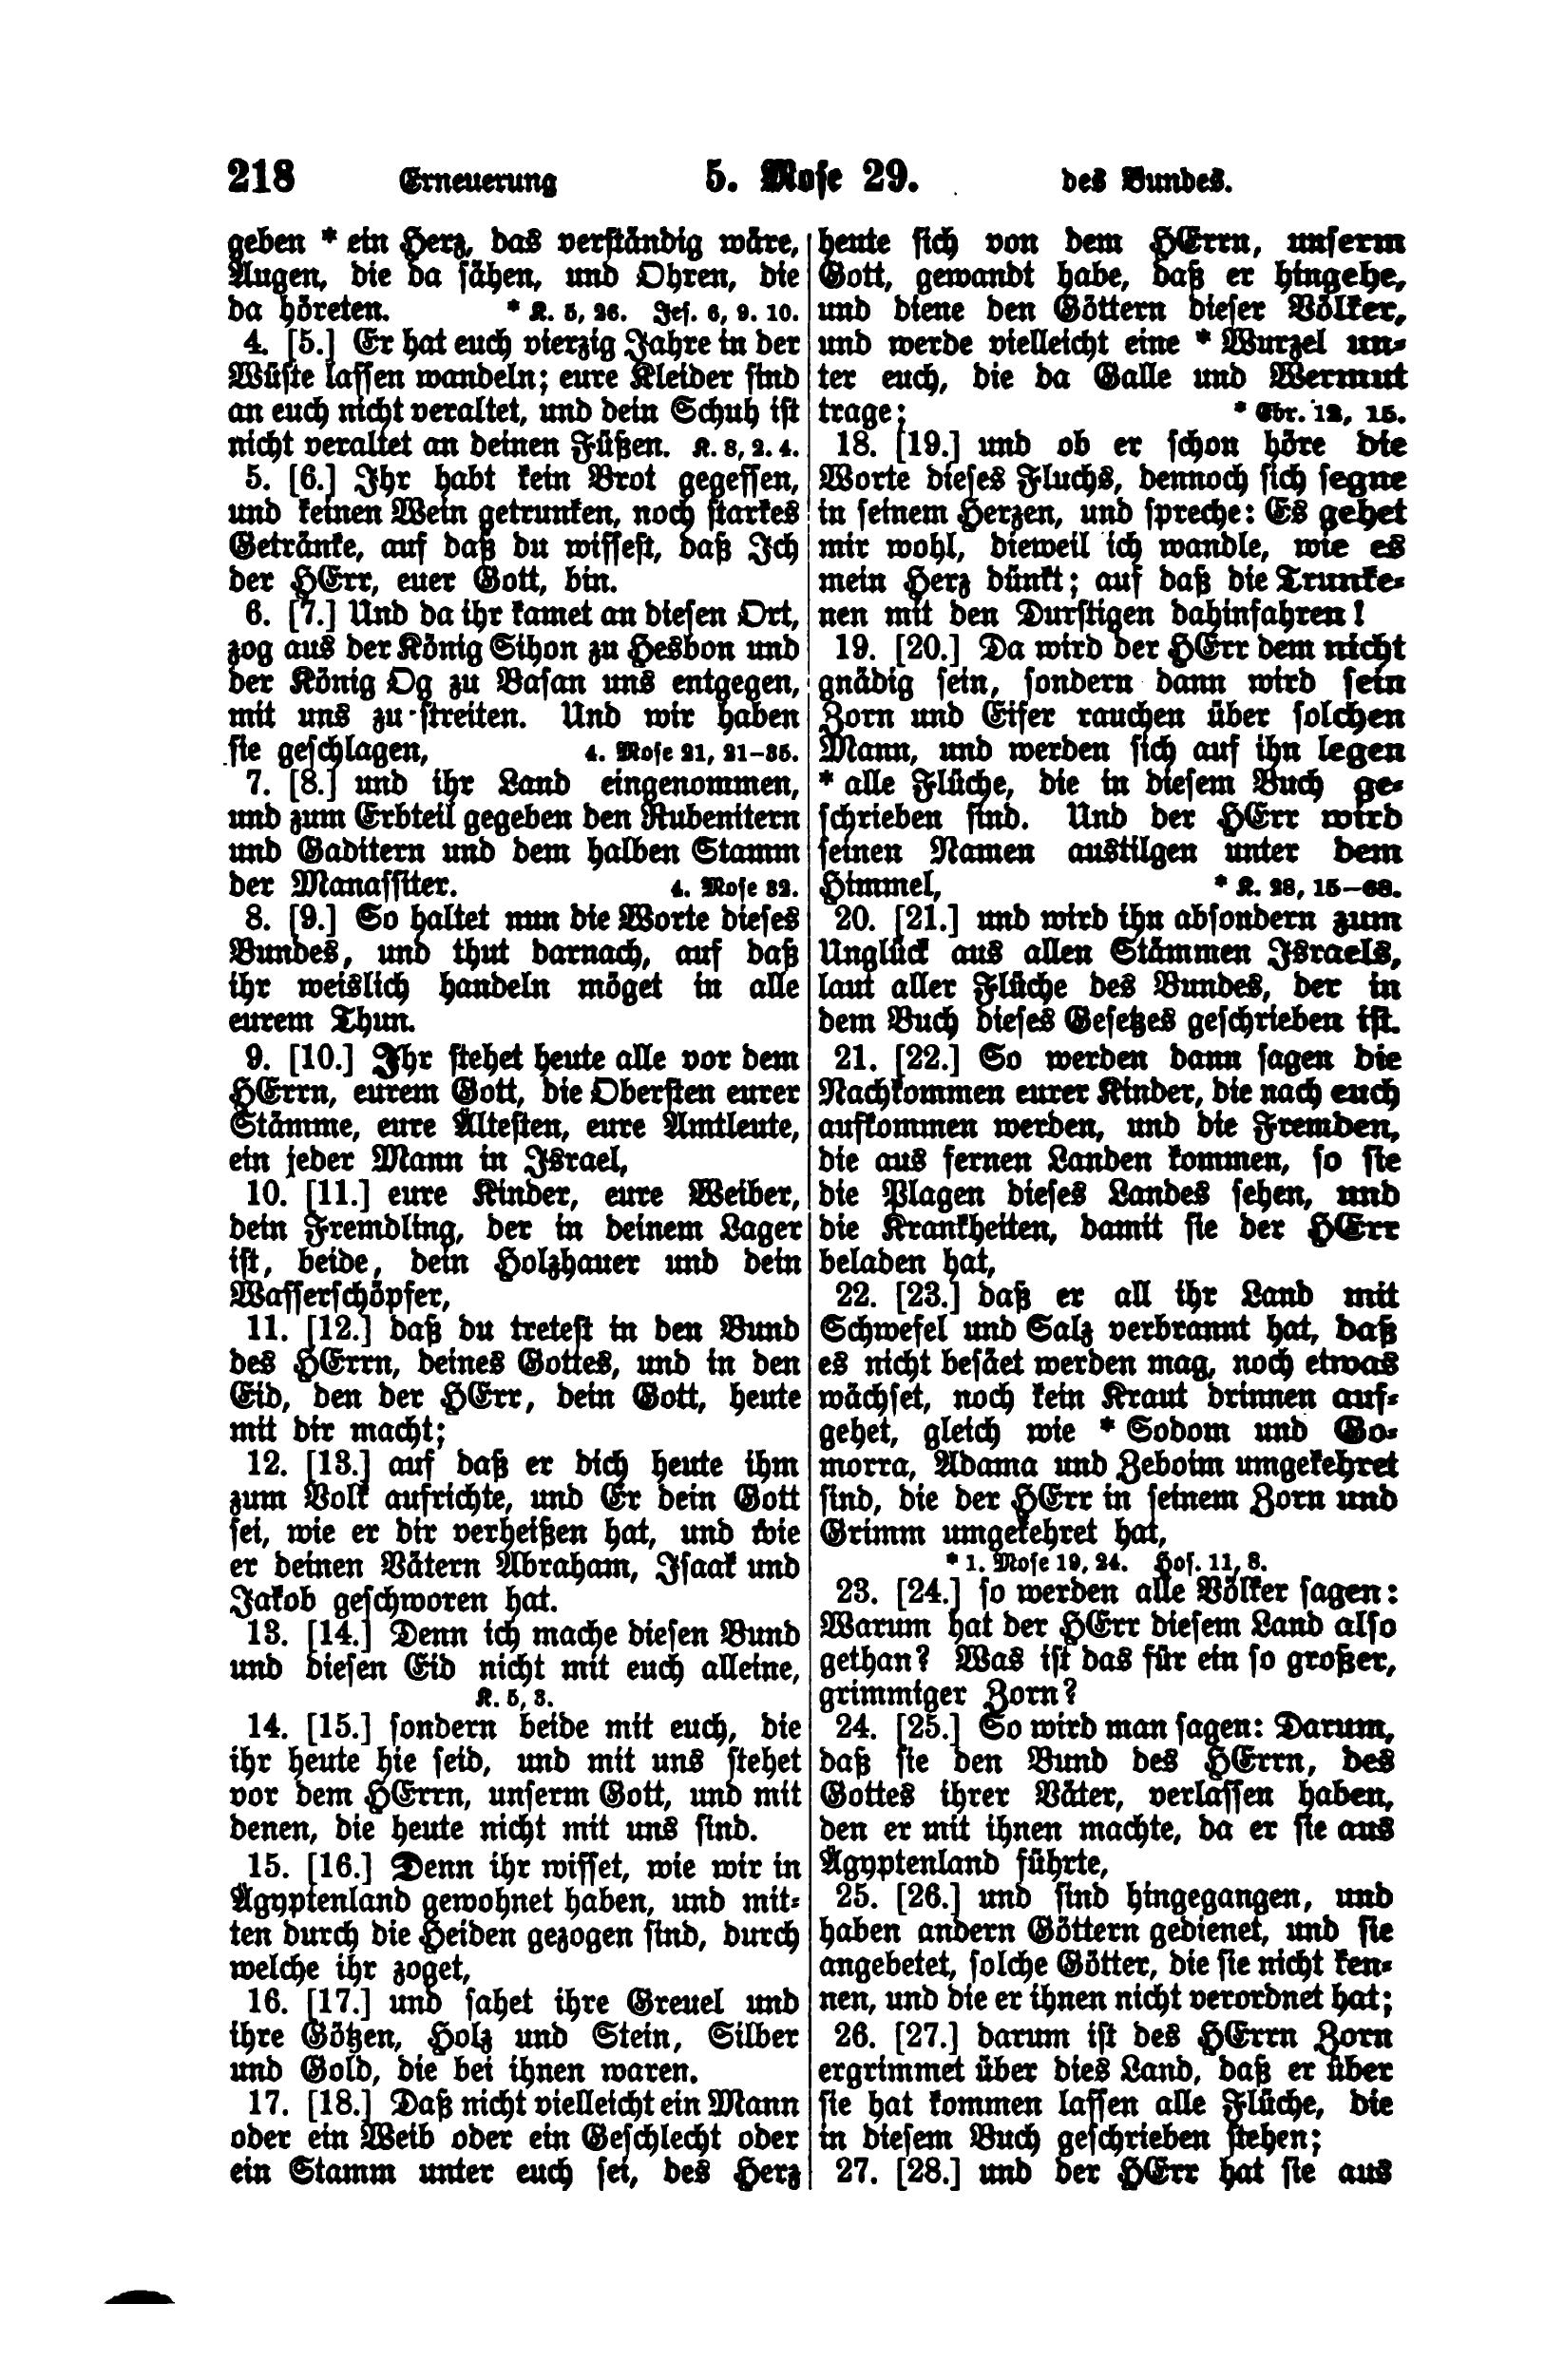 218 Erneuerung 5. Mose 29. des Bundes.
geben * ein Herz, das verständig wäre,
Augen, die da sähen, und Ohren, die
da höreten. * K. 5, 26. Jes. 6, 9. 10.
4. [5.] Er hat euch vierzig Jahre in der
Wüste lassen wandeln; eure Kleider sind
an euch nicht veraltet, und dein Schuh ist
nicht veraltet an deinen Füßen. K. 8, 2. 4.
5. [6.] Ihr habt kein Brot gegessen,
und keinen Wein getrunken, noch starkes
Getränke, auf daß du wissest, daß Ich
der HErr, euer Gott, bin.
6. [7.] Und da ihr kamet an diesen Ort,
zog aus der König Sihon zu Hesbon und
der König Og zu Basan uns entgegen,
mit uns zu streiten. Und wir haben
sie geschlagen, 4. Mose 21, 21–35.
7. [8.] und ihr Land eingenommen,
und zum Erbteil gegeben den Rubenitern
und Gaditern und dem halben Stamm
der Manassiter. 4. Mose 32.
8. [9.] So haltet nun die Worte dieses
Bundes, und thut darnach, auf daß
ihr weislich handeln möget in alle
eurem Thun.
9. [10.] Ihr stehet heute alle vor dem
HErrn, eurem Gott, die Obersten eurer
Stämme, eure Ältesten, eure Amtleute,
ein jeder Mann in Israel,
10. [11.] eure Kinder, eure Weiber,
dein Fremdling, der in deinem Lager
ist, beide, dein Holzhauer und dein
Wasserschöpfer,
11. [12.] daß du tretest in den Bund
des HErrn, deines Gottes, und in den
Eid, den der HErr, dein Gott, heute
mit dir macht;
12. [13.] auf daß er dich heute ihm
zum Volk aufrichte, und Er dein Gott
sei, wie er dir verheißen hat, und wie
er deinen Vätern Abraham, Isaak und
Jakob geschworen hat.
13. [14.] Denn ich mache diesen Bund
und diesen Eid nicht mit euch alleine,
K. 5, 3.
14. [15.] sondern beide mit euch, die
ihr heute hie seid, und mit uns stehet
vor dem HErrn, unserm Gott, und mit
denen, die heute nicht mit uns sind.
15. [16.] Denn ihr wisset, wie wir in
Ägyptenland gewohnet haben, und mit-
ten durch die Heiden gezogen sind, durch
welche ihr zoget,
16. [17.] und sahet ihre Greuel und
ihre Götzen, Holz und Stein, Silber
und Gold, die bei ihnen waren.
17. [18.] Daß nicht vielleicht ein Mann
oder ein Weib oder ein Geschlecht oder
ein Stamm unter euch sei, des Herz
heute sich von dem HErrn, unserm
Gott, gewandt habe, daß er hingehe,
und diene den Göttern dieser Völker,
und werde vielleicht eine * Wurzel un-
ter euch, die da Galle und Wermut
trage; * Ebr. 12, 15.
18. [19.] und ob er schon höre die
Worte dieses Fluchs, dennoch sich segne
in seinem Herzen, und spreche: Es gehet
mir wohl, dieweil ich wandle, wie es
mein Herz dünkt; auf daß die Trunke-
nen mit den Durstigen dahinfahren!
19. [20.] Da wird der HErr dem nicht
gnädig sein, sondern dann wird sein
Zorn und Eifer rauchen über solchen
Mann, und werden sich auf ihn legen
* alle Flüche, die in diesem Buch ge-
schrieben sind. Und der HErr wird
seinen Namen austilgen unter dem
Himmel, * K. 28, 15–68.
20. [21.] und wird ihn absondern zum
Unglück aus allen Stämmen Israels,
laut aller Flüche des Bundes, der in
dem Buch dieses Gesetzes geschrieben ist.
21. [22.] So werden dann sagen die
Nachkommen eurer Kinder, die nach euch
aufkommen werden, und die Fremden,
die aus fernen Landen kommen, so sie
die Plagen dieses Landes sehen, und
die Krankheiten, damit sie der HErr
beladen hat,
22. [23.] daß er all ihr Land mit
Schwefel und Salz verbrannt hat, daß
es nicht besäet werden mag, noch etwas
wächset, noch kein Kraut drinnen auf-
gehet, gleich wie * Sodom und Go-
morra, Adama und Zeboim umgekehret
sind, die der HErr in seinem Zorn und
Grimm umgekehret hat,
* 1. Mose 19, 24. Hos. 11, 8.
23. [24.] so werden alle Völker sagen:
Warum hat der HErr diesem Land also
gethan? Was ist das für ein so großer,
grimmiger Zorn?
24. [25.] So wird man sagen: Darum,
daß sie den Bund des HErrn, des
Gottes ihrer Väter, verlassen haben,
den er mit ihnen machte, da er sie aus
Ägyptenland führte,
25. [26.] und sind hingegangen, und
haben andern Göttern gedienet, und sie
angebetet, solche Götter, die sie nicht ken-
nen, und die er ihnen nicht verordnet hat;
26. [27.] darum ist des HErrn Zorn
ergrimmet über dies Land, daß er über
sie hat kommen lassen alle Flüche, die
in diesem Buch geschrieben stehen;
27. [28.] und der HErr hat sie aus